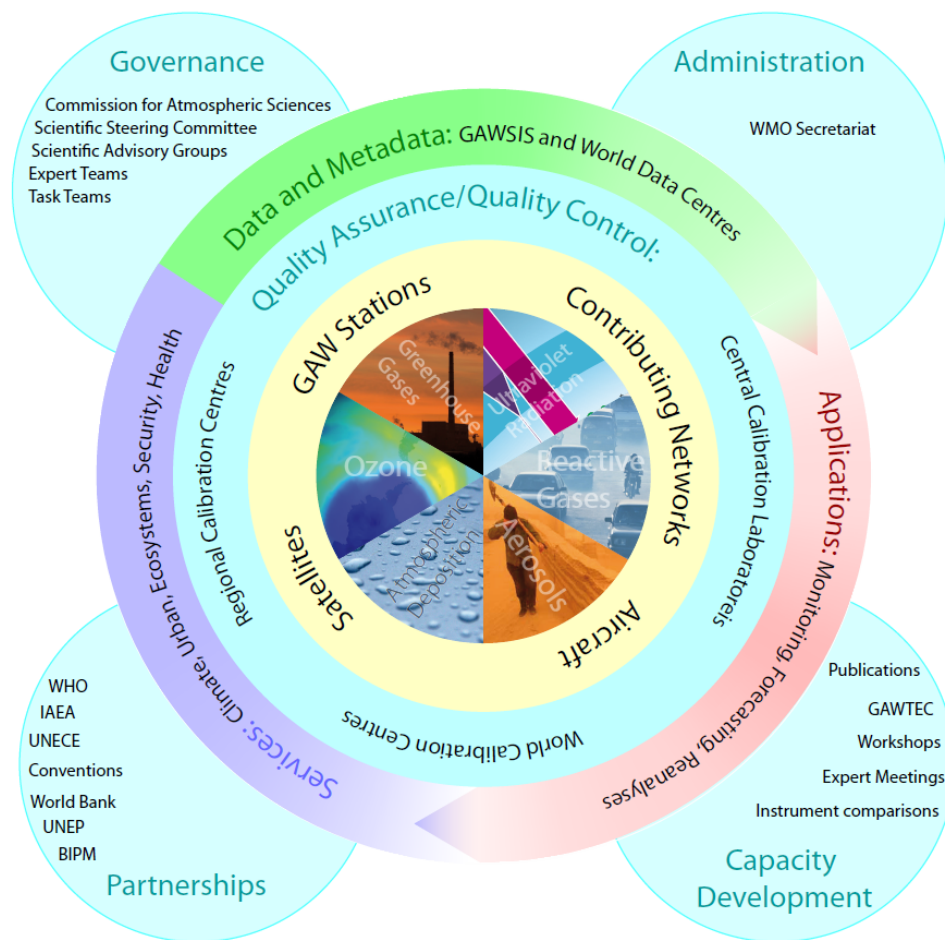 Governance
Commission for Atmospheric Sciences
Scientific Steering Committee
Scientific Advisory Groups
Expert Teams
Task Teams
Administration
WMO Secretariat
Data and Metadata: GAWSIS and World Data Centres
Quality Assurance/Quality Control:
GAW Stations
Contributing Networks
Greenhouse
Gases
Ultraviolet
Radiation
Ozone
Reactive
Gases
Atmospheric
Deposition
Aerosols
Satellites
Aircraft
Regional Calibration Centres
Central Calibration Laboratoreis
World Calibration Centres
Applications: Monitoring, Forecasting, Reanalyses
Services: Climate, Urban, Ecosystems, Security, Health
WHO
IAEA
UNECE
Conventions
World Bank
UNEP
BIPM
Partnerships
Publications
GAWTEC
Workshops
Expert Meetings
Instrument comparisons
Capacity
Development